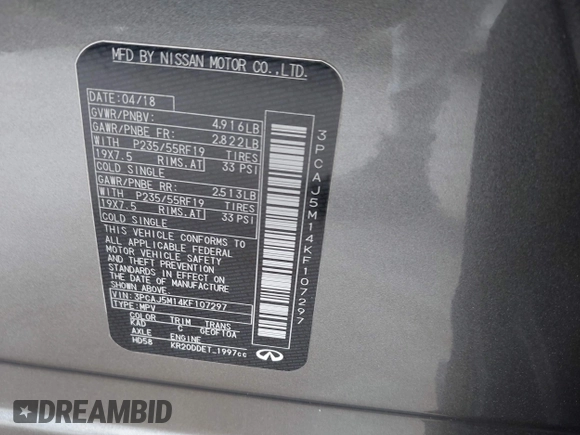 MFD BY NISSAN MOTOR CO.,LTD.
DATE: 04/18
GVWR/PNBV: 4,916LB
GAWR/PNBE FR: 2,822LB
WITH P235/55RF19 TIRES
19X7.5 RIMS,AT 33 PSI
COLD SINGLE
GAWR/PNBE RR: 2,513LB
WITH P235/55RF19 TIRES
19X7.5 RIMS,AT 33 PSI
COLD SINGLE
THIS VEHICLE CONFORMS TO
ALL APPLICABLE FEDERAL
MOTOR VEHICLE SAFETY AND
STANDARDS IN EFFECT ON
THE DATE OF MANUFACTURE
SHOWN ABOVE.
VIN: 3PCAJ5M14KF107297
TYPE: MPV
COLOR TRIM TRANS
KAD C GE0F10A
AXLE ENGINE
HD58 KR20DDET 1997cc
3PCAJ5M14KF107297
INFINITI
DREAMBID